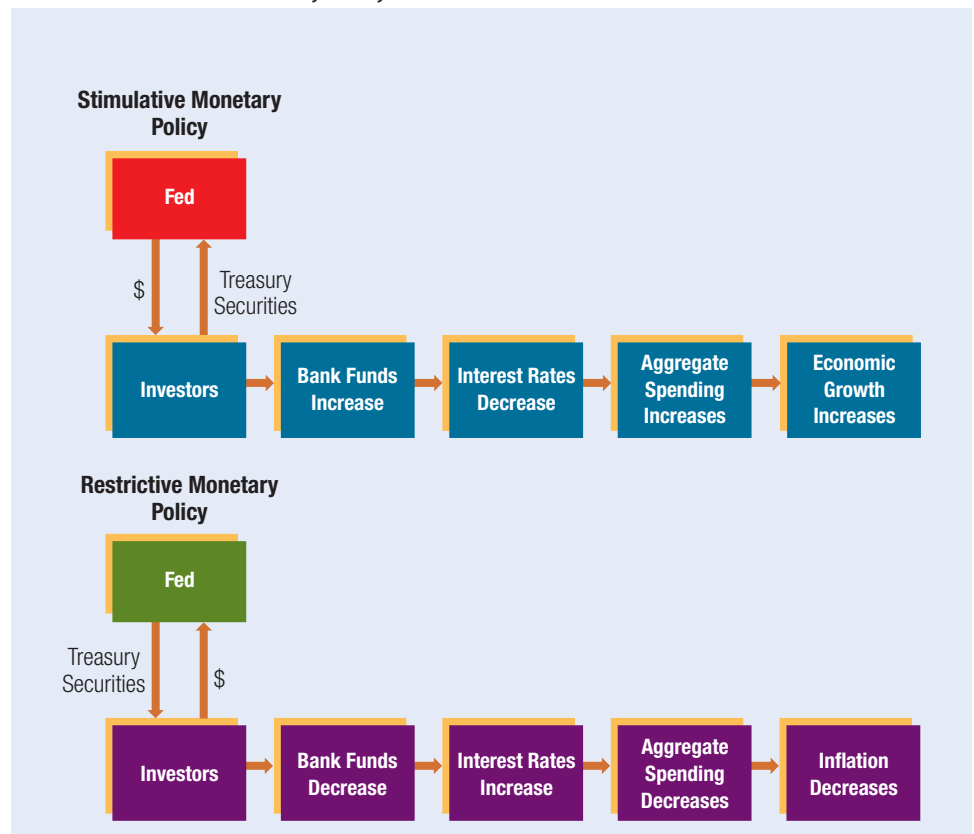 Stimulative Monetary
Policy
Fed
$
Treasury
Securities
Investors
Bank Funds
Increase
Interest Rates
Decrease
Aggregate
Spending
Increases
Economic
Growth
Increases
Restrictive Monetary
Policy
Fed
Treasury
Securities
$
Investors
Bank Funds
Decrease
Interest Rates
Increase
Aggregate
Spending
Decreases
Inflation
Decreases